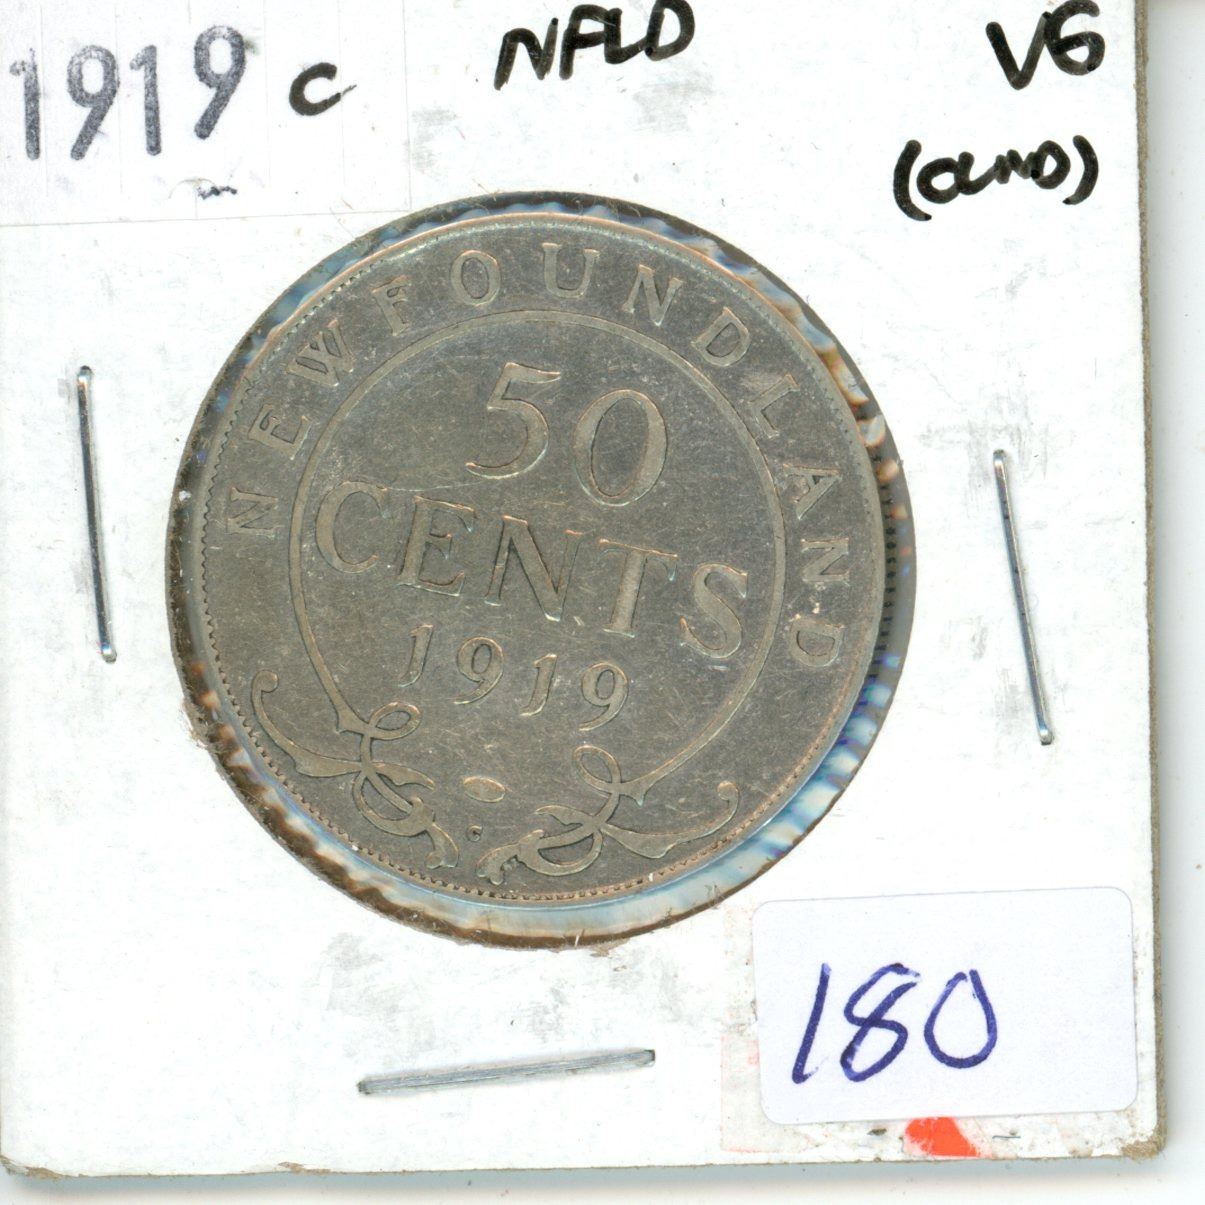 1919 C NFLD VG
(CLND)
NEWFOUNDLAND
50
CENTS
1919
C
180